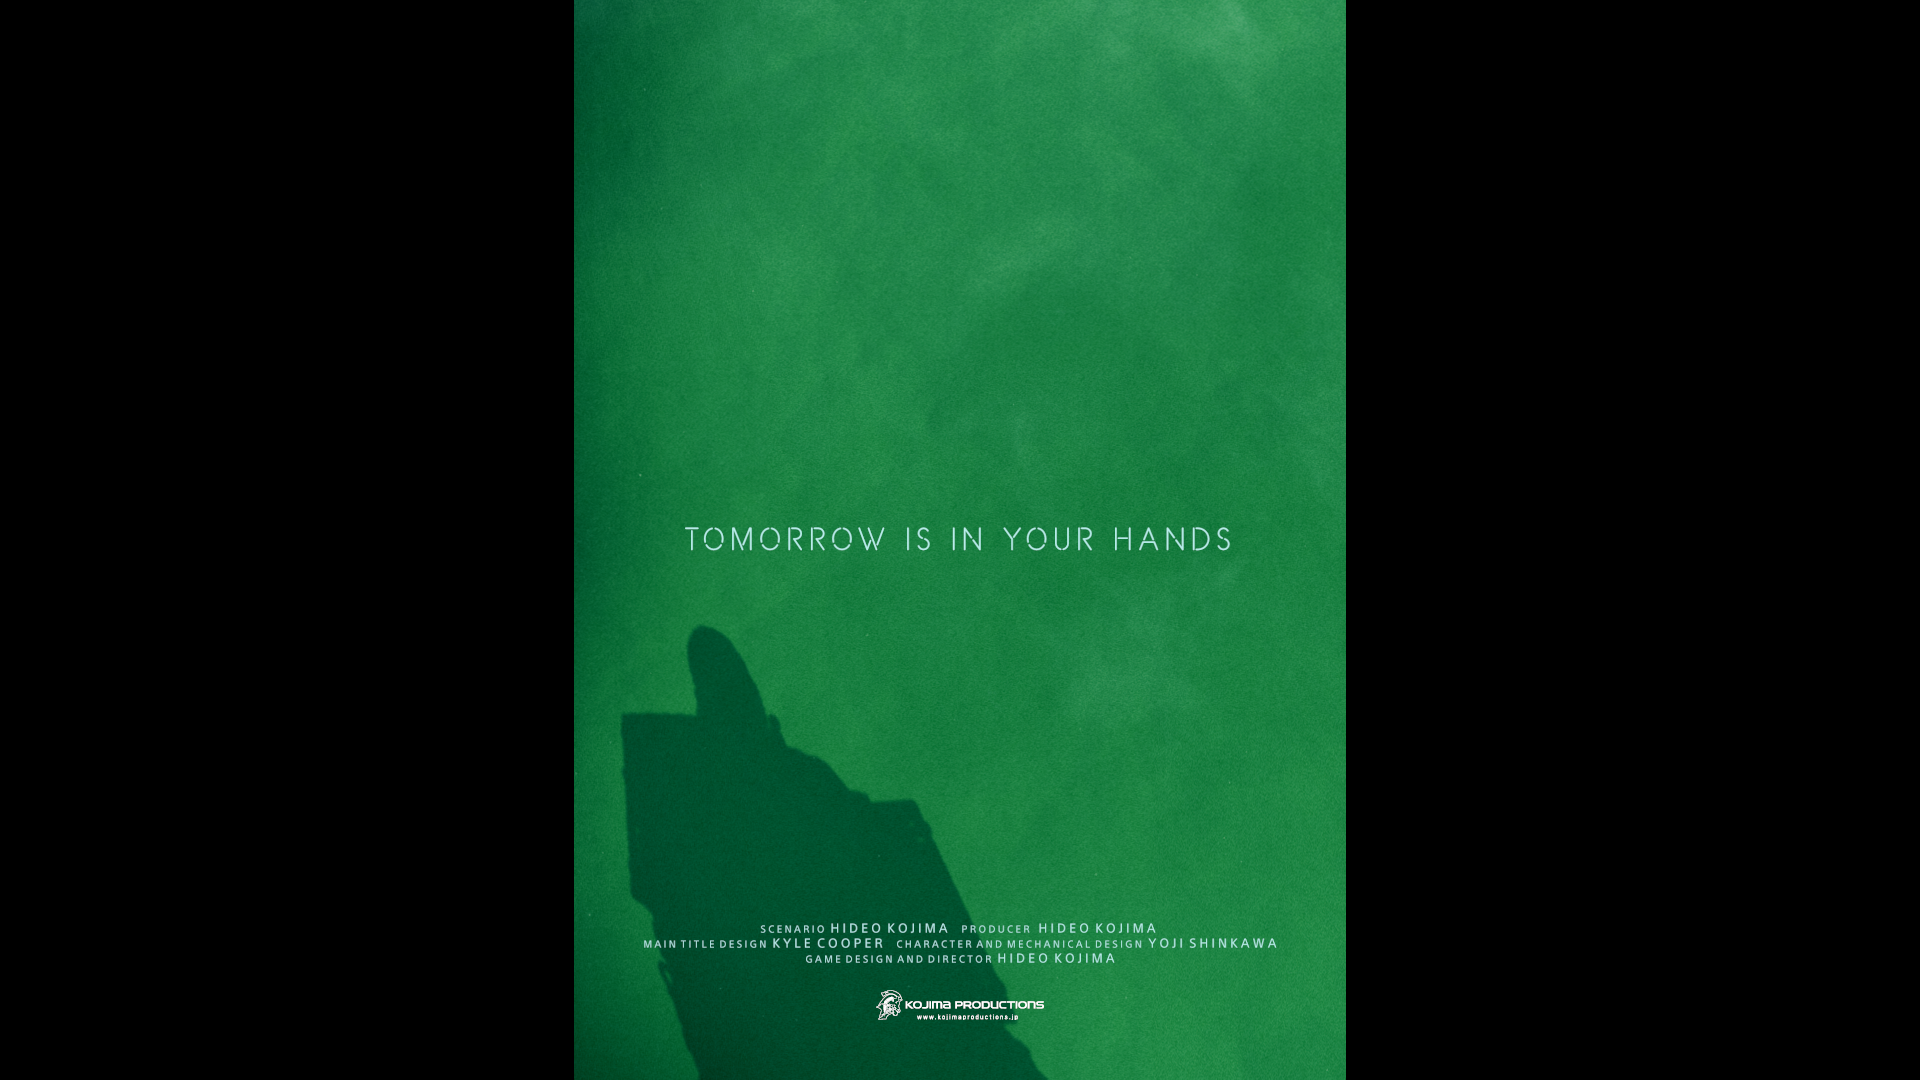 TOMORROW IS IN YOUR HANDS
SCENARIO HIDEO KOJIMA PRODUCER HIDEO KOJIMA
MAIN TITLE DESIGN KYLE COOPER CHARACTER AND MECHANICAL DESIGN YOJI SHINKAWA
GAME DESIGN AND DIRECTOR HIDEO KOJIMA
KOJIMA PRODUCTIONS
www.kojimaproductions.jp